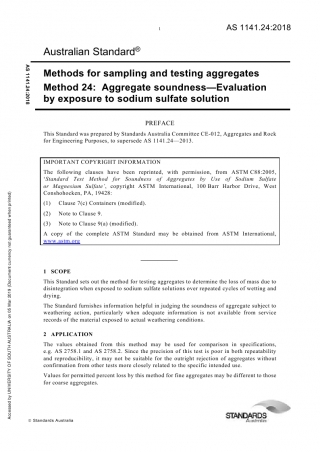 1
AS 1141.24:2018
Australian Standard®
AS 1141.24:2018
Methods for sampling and testing aggregates
Method 24: Aggregate soundness—Evaluation
by exposure to sodium sulfate solution
PREFACE
This Standard was prepared by Standards Australia Committee CE-012, Aggregates and Rock
for Engineering Purposes, to supersede AS 1141.24—2013.
IMPORTANT COPYRIGHT INFORMATION
The following clauses have been reprinted, with permission, from ASTM C88:2005,
‘Standard Test Method for Soundness of Aggregates by Use of Sodium Sulfate
or Magnesium Sulfate’, copyright ASTM International, 100 Barr Harbor Drive, West
Conshohocken, PA, 19428:
(1) Clause 7(c) Containers (modified).
(2) Note to Clause 9.
(3) Note to Clause 9(a) (modified).
A copy of the complete ASTM Standard may be obtained from ASTM International,
www.astm.org
1 SCOPE
This Standard sets out the method for testing aggregates to determine the loss of mass due to
disintegration when exposed to sodium sulfate solutions over repeated cycles of wetting and
drying.
The Standard furnishes information helpful in judging the soundness of aggregate subject to
weathering action, particularly when adequate information is not available from service
records of the material exposed to actual weathering conditions.
2 APPLICATION
The values obtained from this method may be used for comparison in specifications,
e.g. AS 2758.1 and AS 2758.2. Since the precision of this test is poor in both repeatability
and reproducibility, it may not be suitable for the outright rejection of aggregates without
confirmation from other tests more closely related to the specific intended use.
Values for permitted percent loss by this method for fine aggregates may be different to those
for coarse aggregates.
Accessed by UNIVERSITY OF SOUTH AUSTRALIA on 05 Mar 2019 (Document currency not guaranteed when printed)
© Standards Australia
STANDARDS
Australia